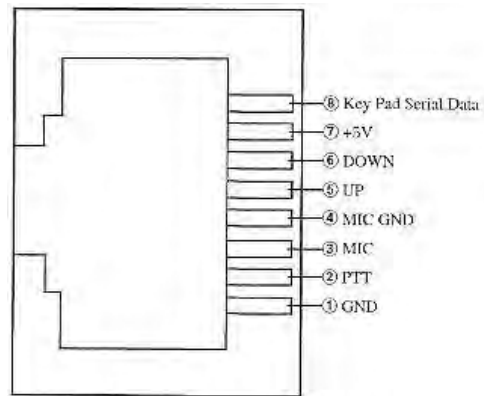 ⑧ Key Pad Serial Data
⑦ +5V
⑥ DOWN
⑤ UP
④ MIC GND
③ MIC
② PTT
① GND